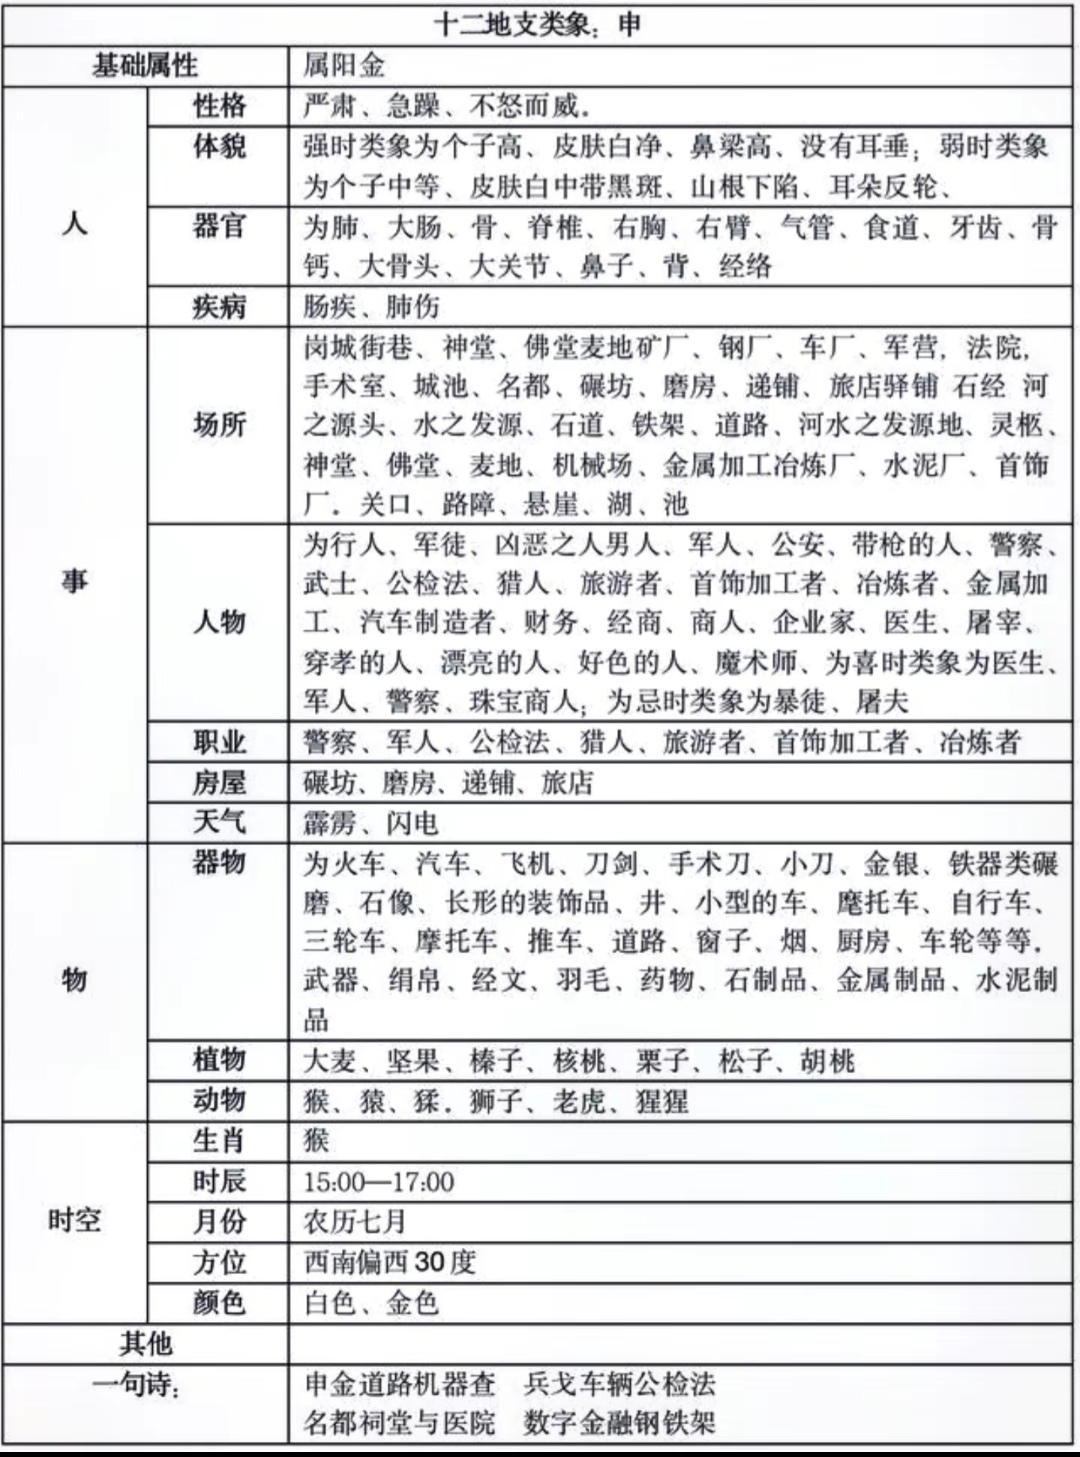 十二地支类象：申
基础属性
属阳金
人
性格
严肃、急躁、不怒而威。
体貌
强时类象为个子高、皮肤白净、鼻梁高、没有耳垂；弱时类象
为个子中等、皮肤白中带黑斑、山根下陷、耳朵反轮、
器官
为肺、大肠、骨、脊椎、右胸、右臂、气管、食道、牙齿、骨
钙、大骨头、大关节、鼻子、背、经络
疾病
肠疾、肺伤
事
场所
岗城街巷、神堂、佛堂麦地矿厂、钢厂、车厂、军营，法院，
手术室、城池、名都、碾坊、磨房、递铺、旅店驿铺 石经 河
之源头、水之发源、石道、铁架、道路、河水之发源地、灵柩、
神堂、佛堂、麦地、机械场、金属加工冶炼厂、水泥厂、首饰
厂。关口、路障、悬崖、湖、池
人物
为行人、军徒、凶恶之人男人、军人、公安、带枪的人、警察、
武士、公检法、猎人、旅游者、首饰加工者、冶炼者、金属加
工、汽车制造者、财务、经商、商人、企业家、医生、屠宰、
穿孝的人、漂亮的人、好色的人、魔术师、为喜时类象为医生、
军人、警察、珠宝商人；为忌时类象为暴徒、屠夫
职业
警察、军人、公检法、猎人、旅游者、首饰加工者、冶炼者
房屋
碾坊、磨房、递铺、旅店
天气
霹雳、闪电
物
器物
为火车、汽车、飞机、刀剑、手术刀、小刀、金银、铁器类碾
磨、石像、长形的装饰品、井、小型的车、麾托车、自行车、
三轮车、摩托车、推车、道路、窗子、烟、厨房、车轮等等．
武器、绢帛、经文、羽毛、药物、石制品、金属制品、水泥制
品
植物
大麦、坚果、榛子、核桃、栗子、松子、胡桃
动物
猴、猿、猱．狮子、老虎、猩猩
时空
生肖
猴
时辰
15:00—17:00
月份
农历七月
方位
西南偏西30度
颜色
白色、金色
其他
一句诗：
申金道路机器查 兵戈车辆公检法
名都祠堂与医院 数字金融钢铁架